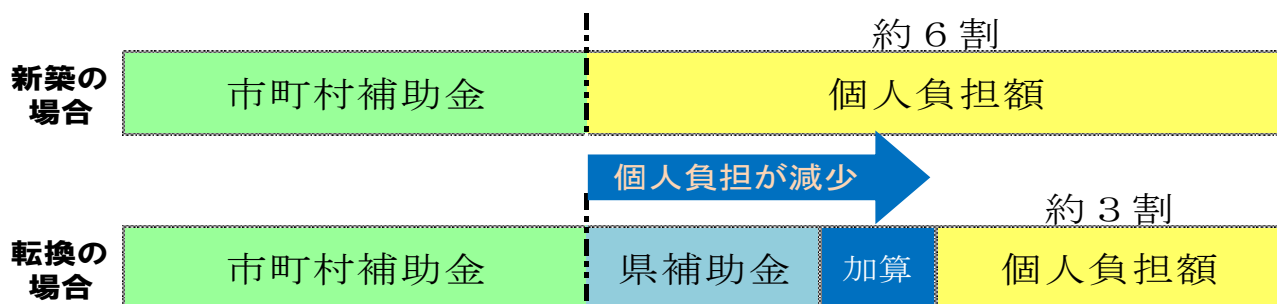 約６割
新築の
場合
市町村補助金
個人負担額
個人負担が減少
約３割
転換の
場合
市町村補助金
県補助金
加算
個人負担額